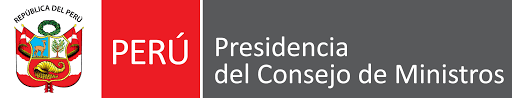 REPÚBLICA DEL PERÚ
PERÚ
Presidencia
del Consejo de Ministros